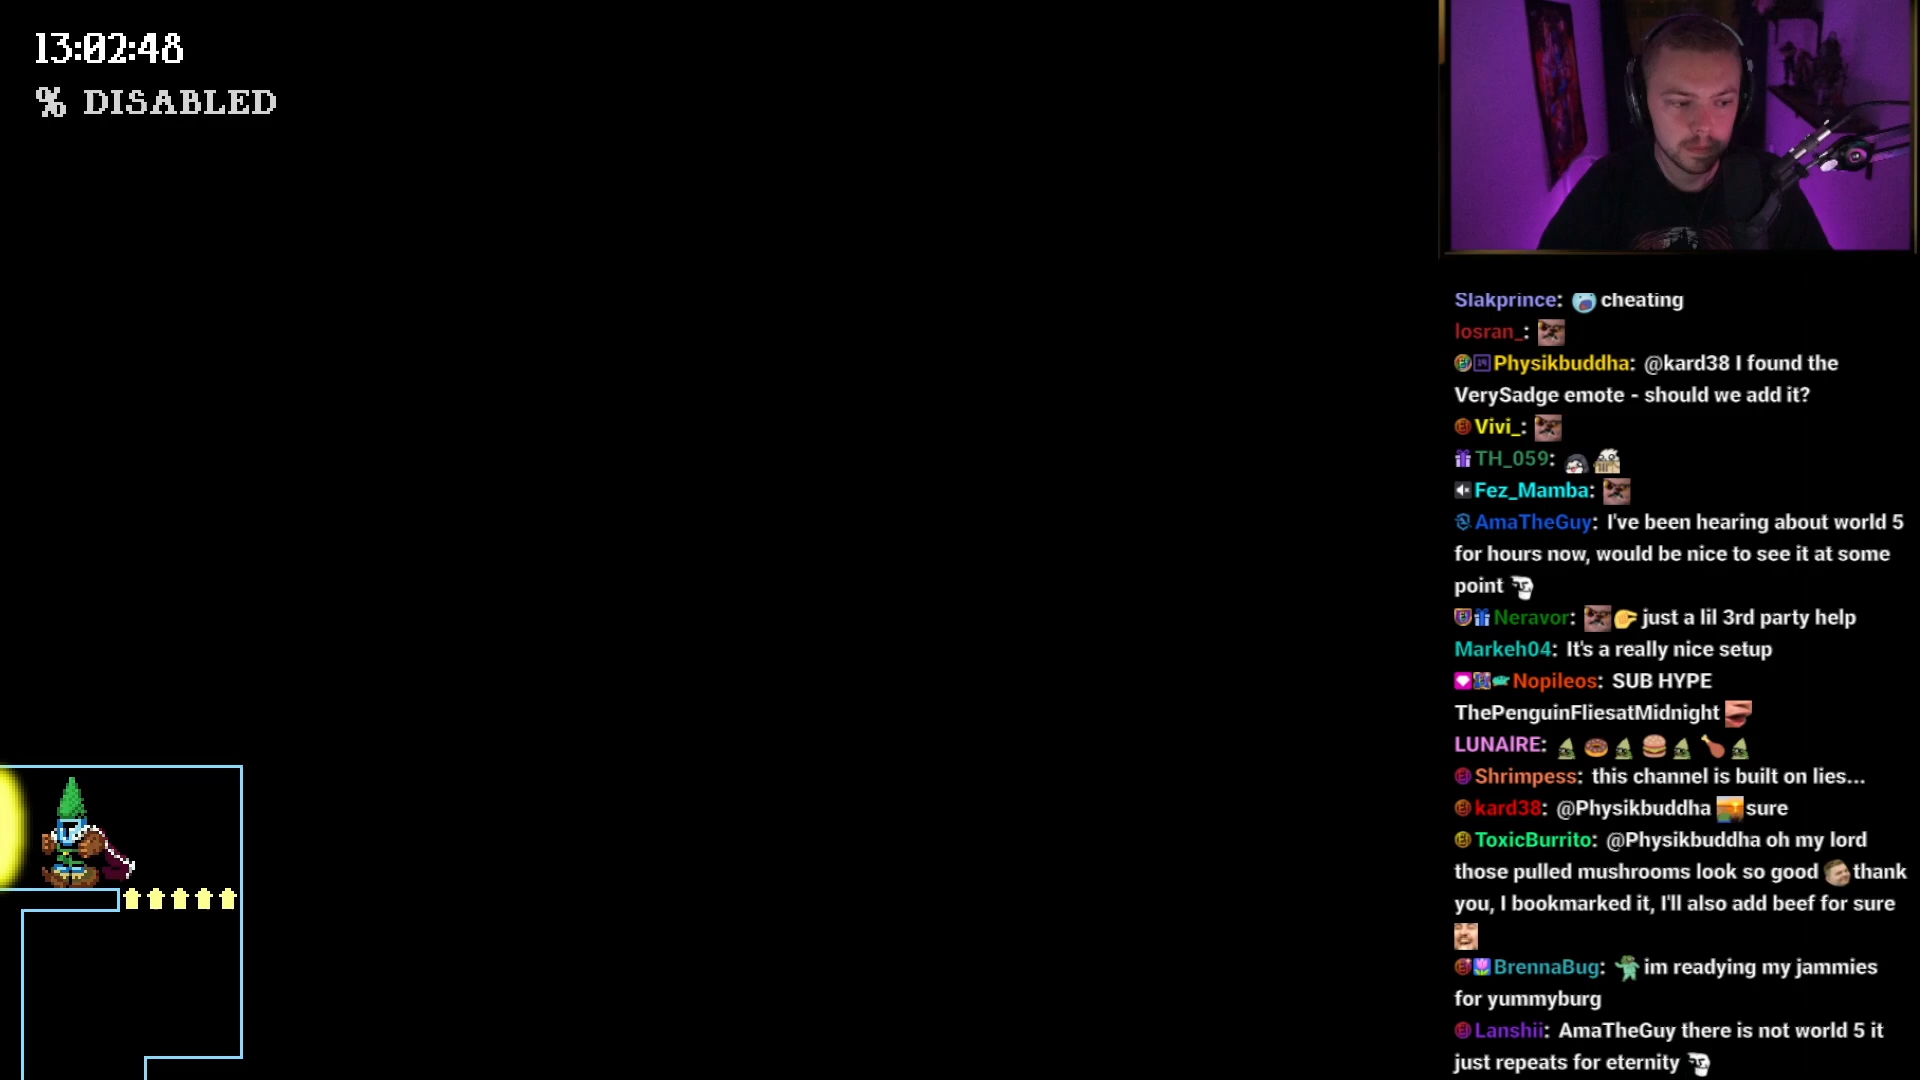 13:02:48
% DISABLED
Slakprince: cheating
losran_:
Physikbuddha: @kard38 I found the
VerySadge emote - should we add it?
Vivi_:
TH_059:
Fez_Mamba:
AmaTheGuy: I've been hearing about world 5
for hours now, would be nice to see it at some
point
Neravor: just a lil 3rd party help
Markeh04: It's a really nice setup
Nopileos: SUB HYPE
ThePenguinFliesatMidnight
LUNAIRE:
Shrimpess: this channel is built on lies...
kard38: @Physikbuddha sure
ToxicBurrito: @Physikbuddha oh my lord
those pulled mushrooms look so good thank
you, I bookmarked it, I'll also add beef for sure
BrennaBug: im readying my jammies
for yummyburg
Lanshii: AmaTheGuy there is not world 5 it
just repeats for eternity